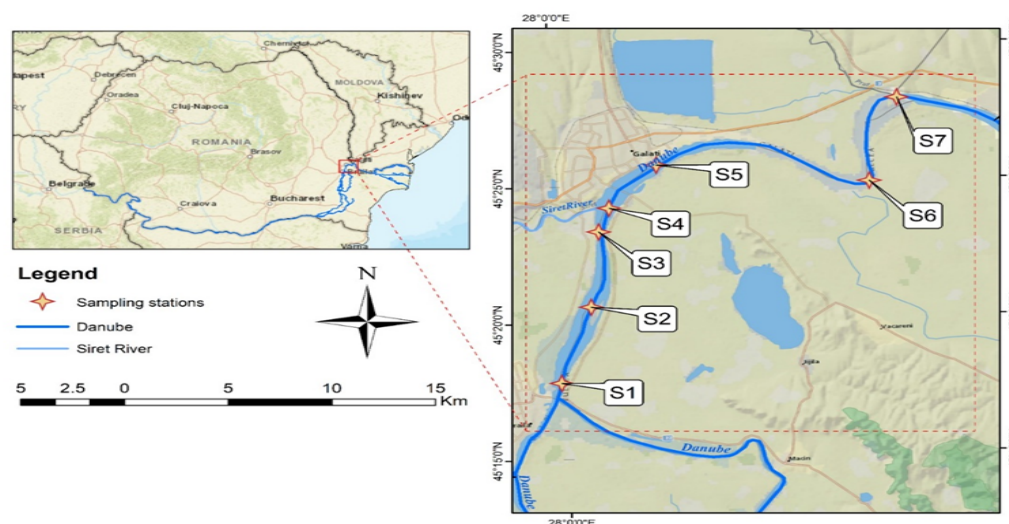 Chernivtsi
Debrecen
Oradea
MOLDOVA
Kishinev
Cluj-Napoca
ROMANIA
Brasov
Belgrade
Craiova
Bucharest
SERBIA
Varna
Legend
Sampling stations
Danube
Siret River
N
5 2.5 0 5 10 15
Km
28°0'0"E
45°30'0"N
45°25'0"N
45°20'0"N
45°15'0"N
S7
Galati
Danube
S5
S6
Siret River
S4
S3
S2
Vacareni
Jijila
S1
Danube
Macin
Danube
28°0'0"E